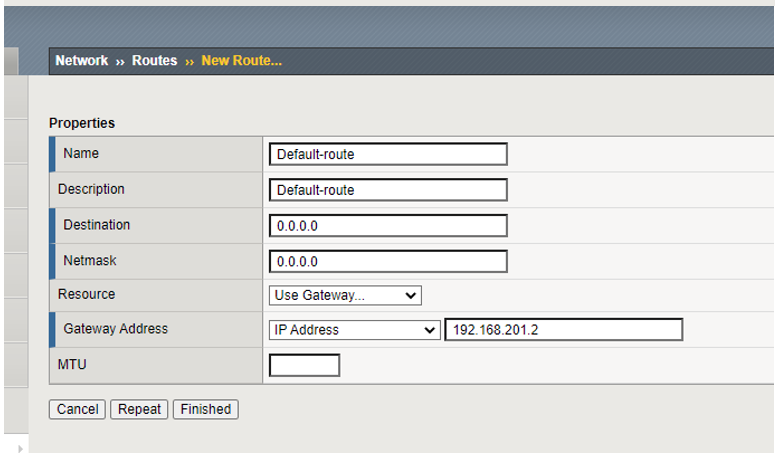 Network ›› Routes ›› New Route...
Properties
Name Default-route
Description Default-route
Destination 0.0.0.0
Netmask 0.0.0.0
Resource Use Gateway...
Gateway Address IP Address 192.168.201.2
MTU
Cancel Repeat Finished